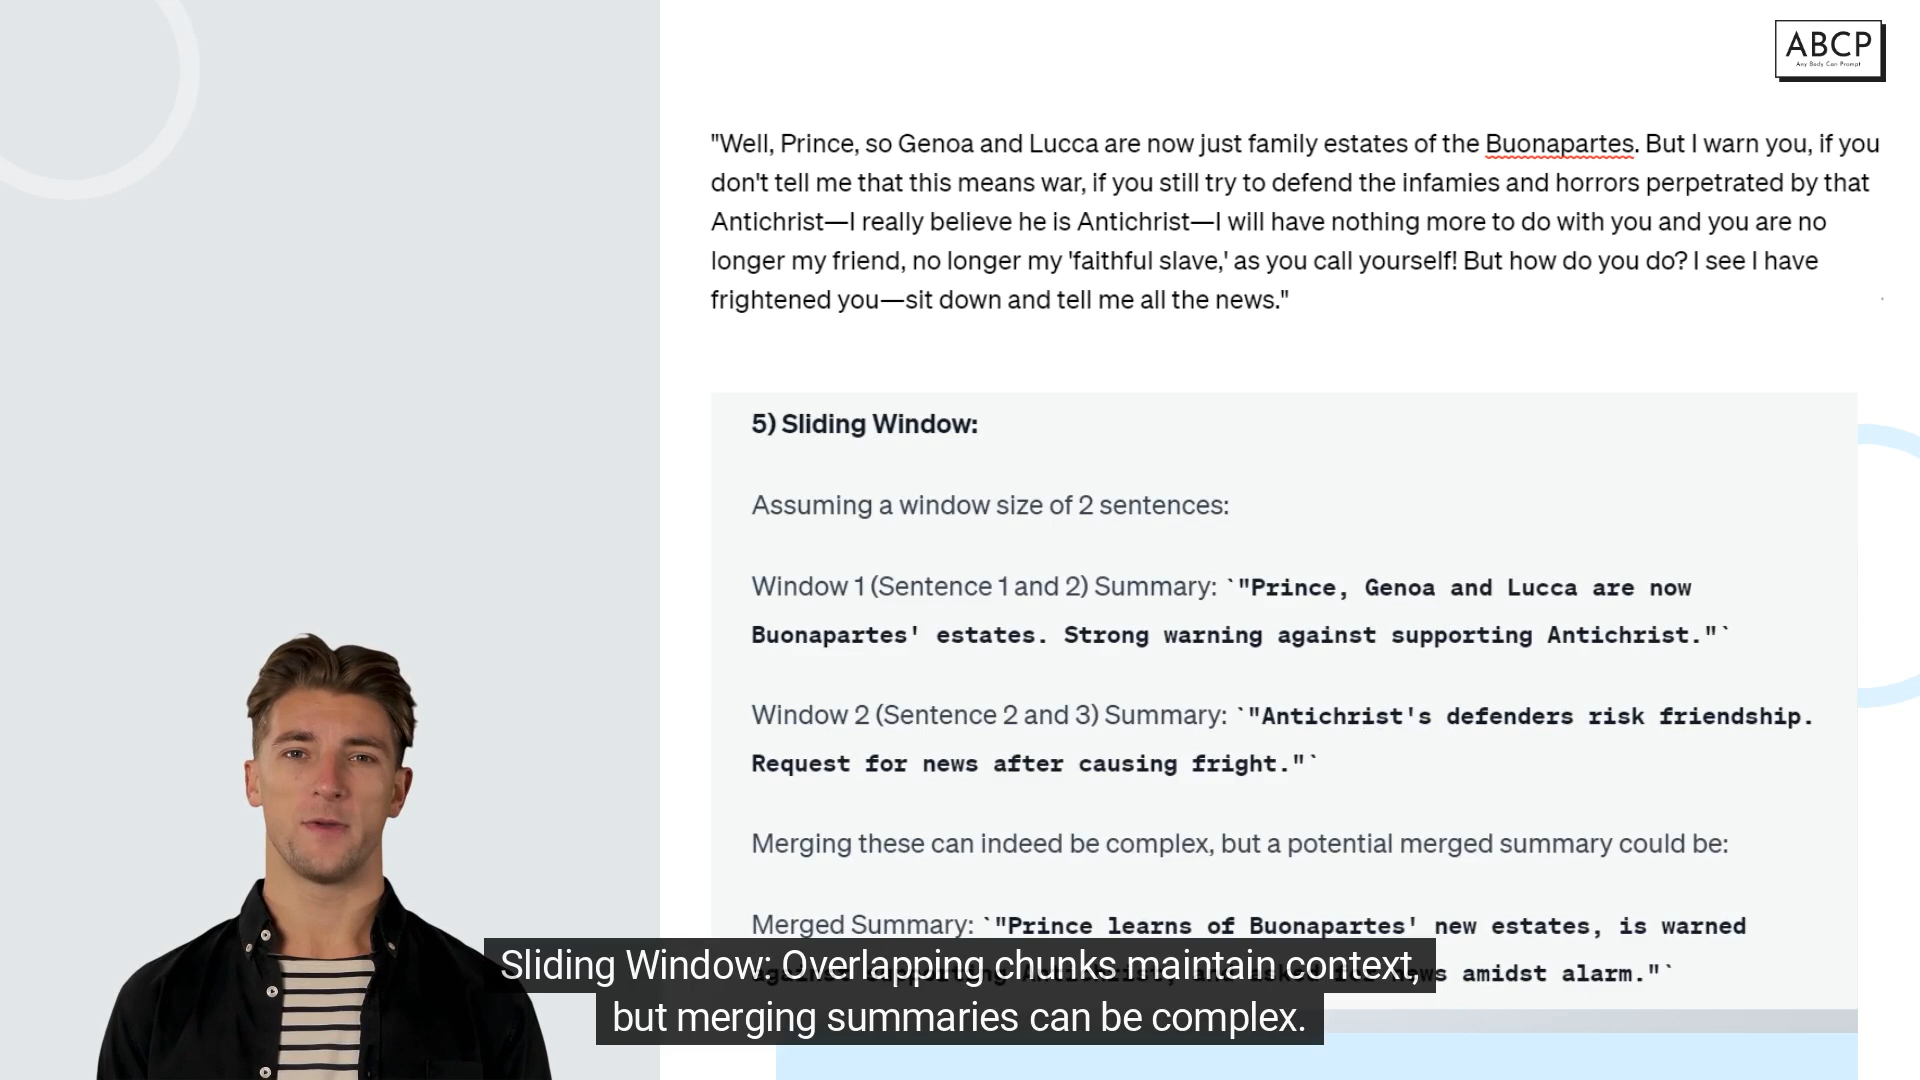 ABCP
Any Body Can Prompt
"Well, Prince, so Genoa and Lucca are now just family estates of the Buonapartes. But I warn you, if you
don't tell me that this means war, if you still try to defend the infamies and horrors perpetrated by that
Antichrist—I really believe he is Antichrist—I will have nothing more to do with you and you are no
longer my friend, no longer my 'faithful slave,' as you call yourself! But how do you do? I see I have
frightened you—sit down and tell me all the news."
5) Sliding Window:
Assuming a window size of 2 sentences:
Window 1 (Sentence 1 and 2) Summary: `"Prince, Genoa and Lucca are now
Buonapartes' estates. Strong warning against supporting Antichrist."`
Window 2 (Sentence 2 and 3) Summary: `"Antichrist's defenders risk friendship.
Request for news after causing fright."`
Merging these can indeed be complex, but a potential merged summary could be:
Merged Summary: `"Prince learns of Buonapartes' new estates, is warned
against supporting Antichrist, and asked for news amidst alarm."`
Sliding Window: Overlapping chunks maintain context,
but merging summaries can be complex.